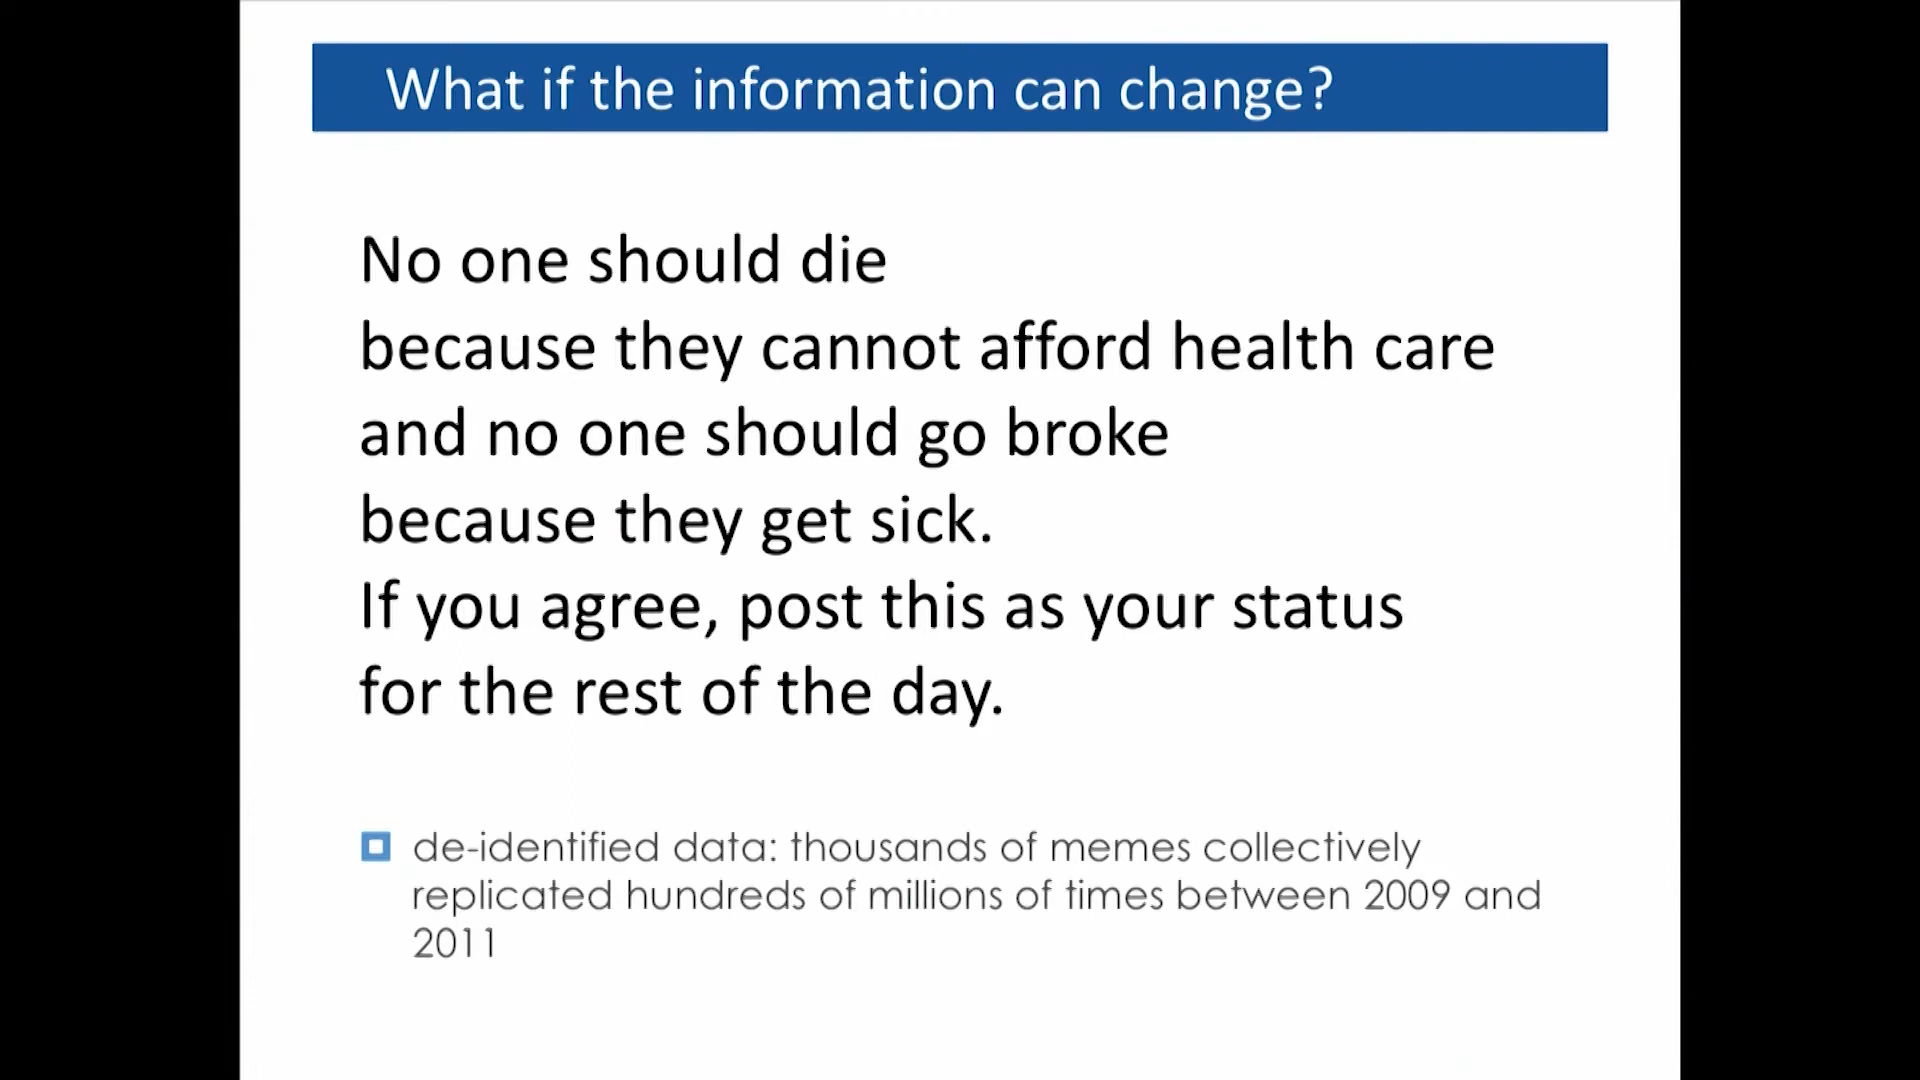 What if the information can change?
No one should die
because they cannot afford health care
and no one should go broke
because they get sick.
If you agree, post this as your status
for the rest of the day.
de-identified data: thousands of memes collectively
replicated hundreds of millions of times between 2009 and
2011